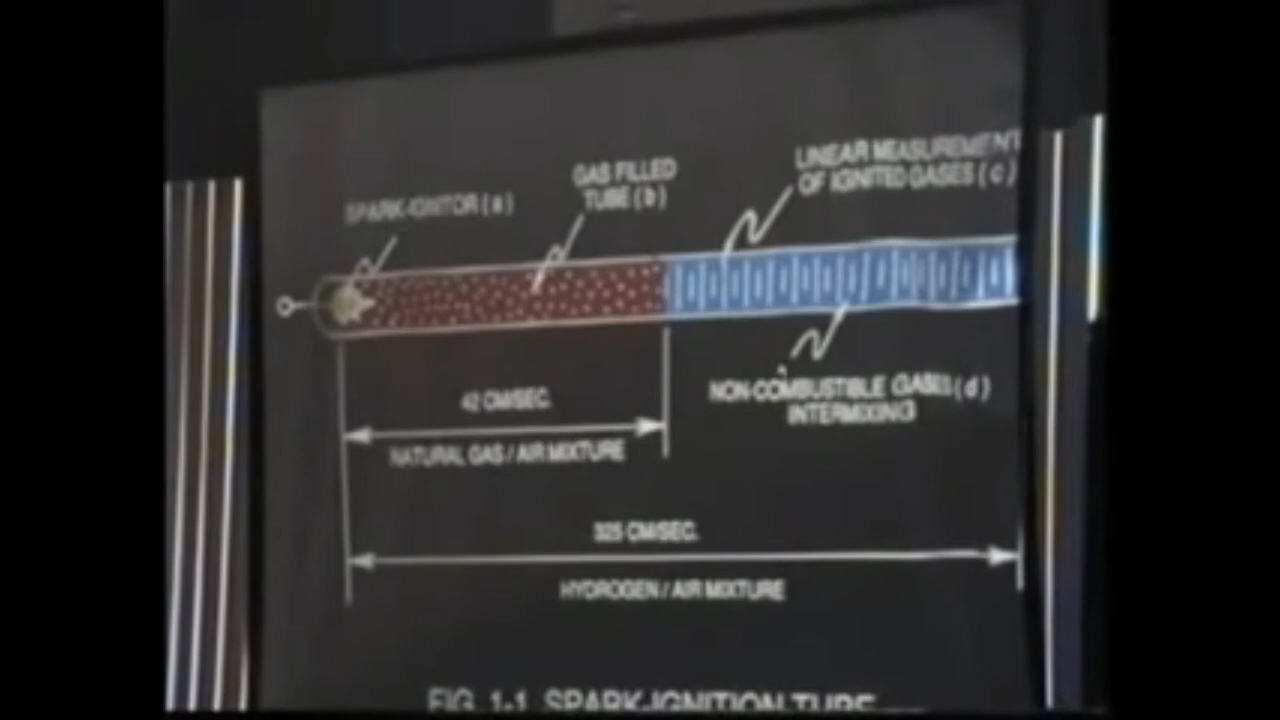 LINEAR MEASUREMENT
OF IGNITED GASES (c)
GAS FILLED
TUBE (b)
SPARK-IGNITOR (a)
NON-COMBUSTIBLE GASES (d)
INTERMIXING
42 CM/SEC.
NATURAL GAS / AIR MIXTURE
325 CM/SEC.
HYDROGEN / AIR MIXTURE
FIG. 1-1 SPARK-IGNITION TUBE